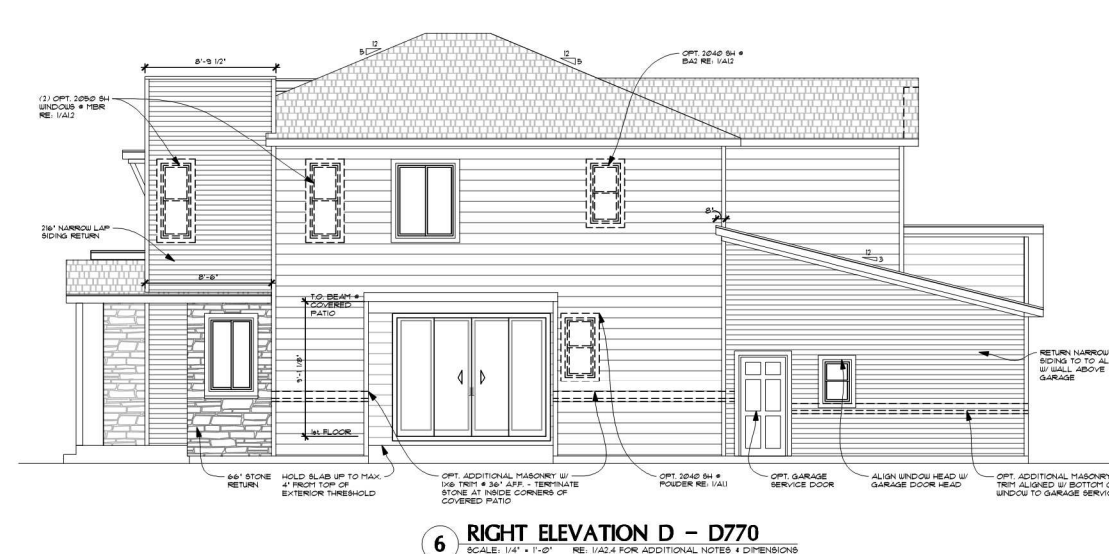 12
5
12
5
OPT. 2040 SH @
BA2 RE: 1/A1.2
8'-9 1/2"
(2) OPT. 2050 SH
WINDOWS @ MBR
RE: 1/A1.2
216" NARROW LAP
SIDING RETURN
8"
12
3
8'-6"
T.O. BEAM @
COVERED
PATIO
9'-1 1/8"
1st FLOOR
RETURN NARROW
SIDING TO TO AL
W/ WALL ABOVE
GARAGE
66" STONE
RETURN
HOLD SLAB UP TO MAX.
4" FROM TOP OF
EXTERIOR THRESHOLD
OPT. ADDITIONAL MASONRY W/
1X6 TRIM @ 36" A.F.F. - TERMINATE
STONE AT INSIDE CORNERS OF
COVERED PATIO
OPT. 2040 SH @
POWDER RE: 1/A1.1
OPT. GARAGE
SERVICE DOOR
ALIGN WINDOW HEAD W/
GARAGE DOOR HEAD
OPT. ADDITIONAL MASONRY
TRIM ALIGNED W/ BOTTOM O
WINDOW TO GARAGE SERVIC
6 RIGHT ELEVATION D - D770
SCALE: 1/4" = 1'-0" RE: 1/A2.4 FOR ADDITIONAL NOTES & DIMENSIONS